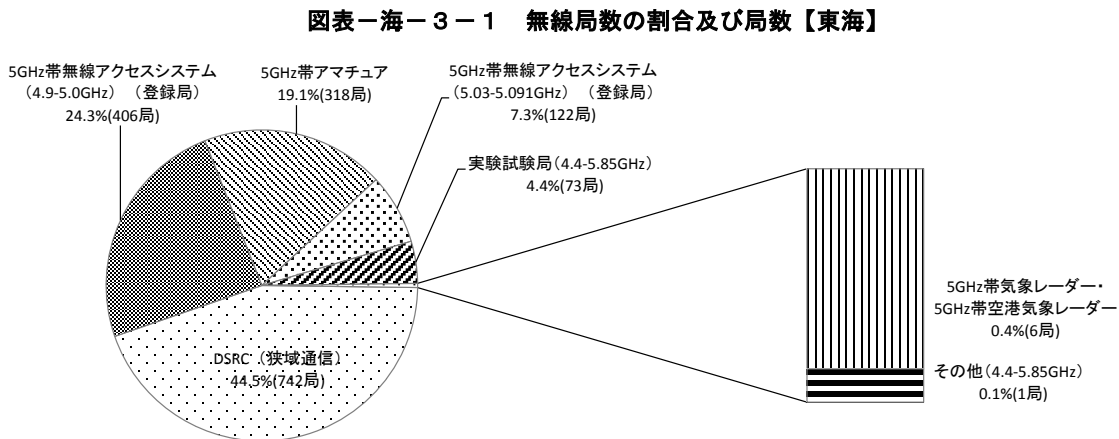 図表－海－３－１　無線局数の割合及び局数【東海】
5GHz帯無線アクセスシステム
（4.9-5.0GHz）（登録局）
24.3%(406局)
5GHz帯アマチュア
19.1%(318局)
5GHz帯無線アクセスシステム
（5.03-5.091GHz）（登録局）
7.3%(122局)
実験試験局（4.4-5.85GHz）
4.4%(73局)
5GHz帯気象レーダー・
5GHz帯空港気象レーダー
0.4%(6局)
その他（4.4-5.85GHz）
0.1%(1局)
DSRC（狭域通信）
44.5%(742局)